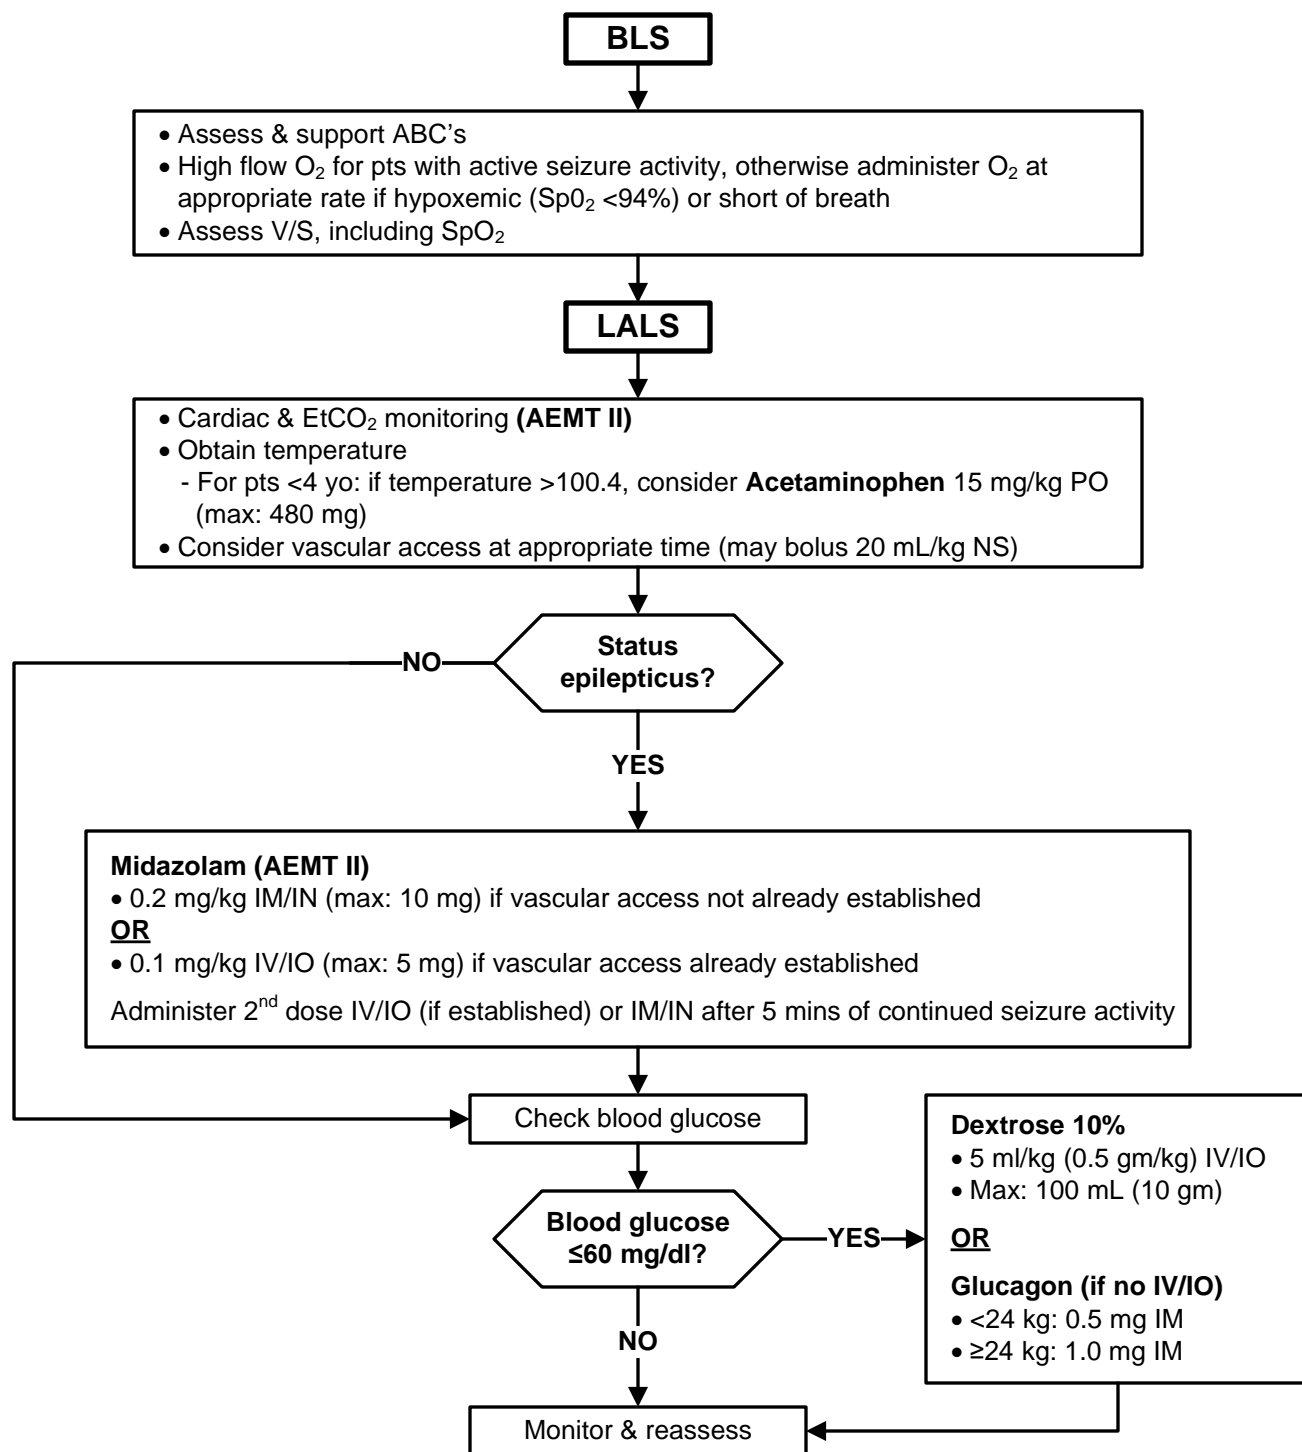 BLS
• Assess & support ABC’s
• High flow O2 for pts with active seizure activity, otherwise administer O2 at
appropriate rate if hypoxemic (Sp02 <94%) or short of breath
• Assess V/S, including SpO2
LALS
• Cardiac & EtCO2 monitoring (AEMT II)
• Obtain temperature
- For pts <4 yo: if temperature >100.4, consider Acetaminophen 15 mg/kg PO
(max: 480 mg)
• Consider vascular access at appropriate time (may bolus 20 mL/kg NS)
Status
epilepticus?
NO
YES
Midazolam (AEMT II)
• 0.2 mg/kg IM/IN (max: 10 mg) if vascular access not already established
OR
• 0.1 mg/kg IV/IO (max: 5 mg) if vascular access already established
Administer 2nd dose IV/IO (if established) or IM/IN after 5 mins of continued seizure activity
Check blood glucose
Blood glucose
≤60 mg/dl?
YES
Dextrose 10%
• 5 ml/kg (0.5 gm/kg) IV/IO
• Max: 100 mL (10 gm)
OR
Glucagon (if no IV/IO)
• <24 kg: 0.5 mg IM
• ≥24 kg: 1.0 mg IM
NO
Monitor & reassess